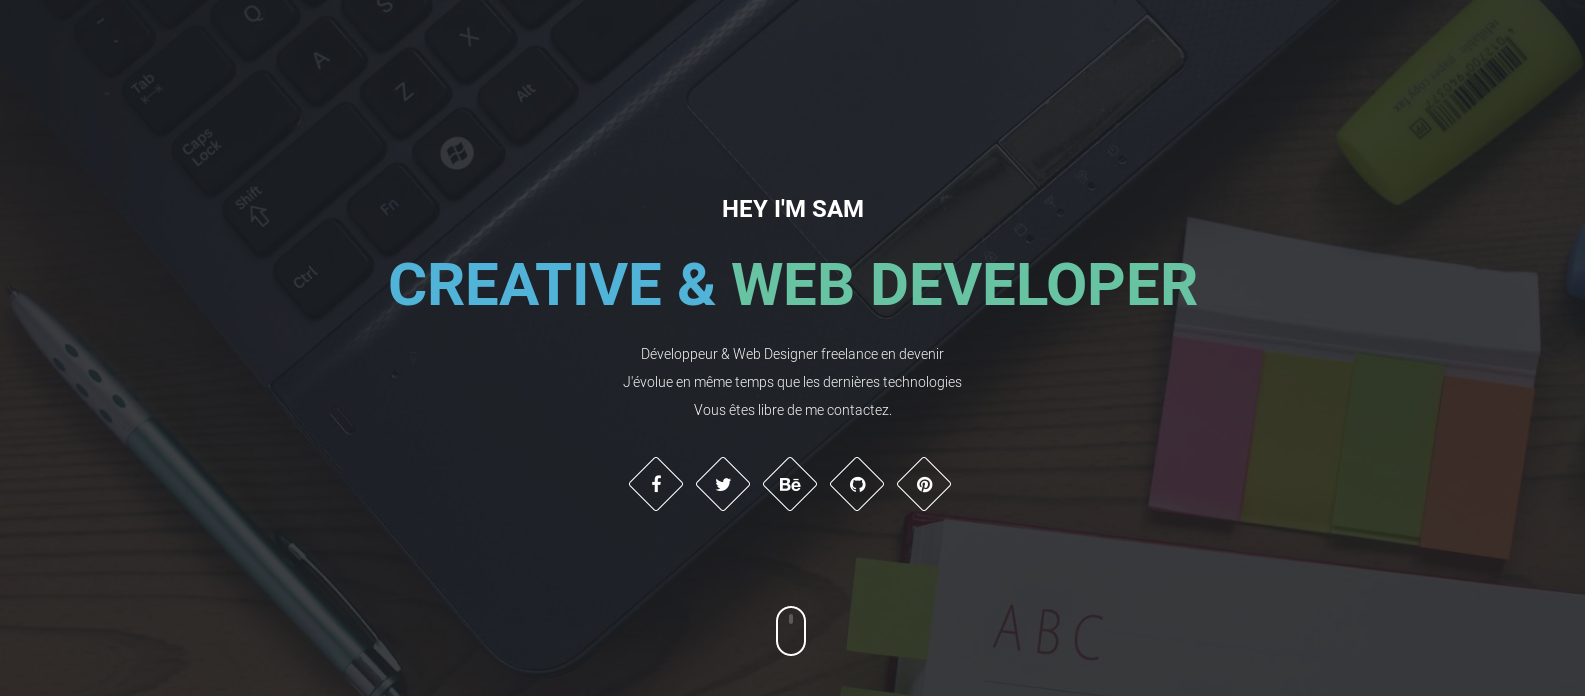 Q
S
A
X
Tab
Z
Alt
Caps
Lock
Shift
Fn
Ctrl
HEY I'M SAM
CREATIVE & WEB DEVELOPER
Développeur & Web Designer freelance en devenir
J'évolue en même temps que les dernières technologies
Vous êtes libre de me contactez.
Bē
A B C